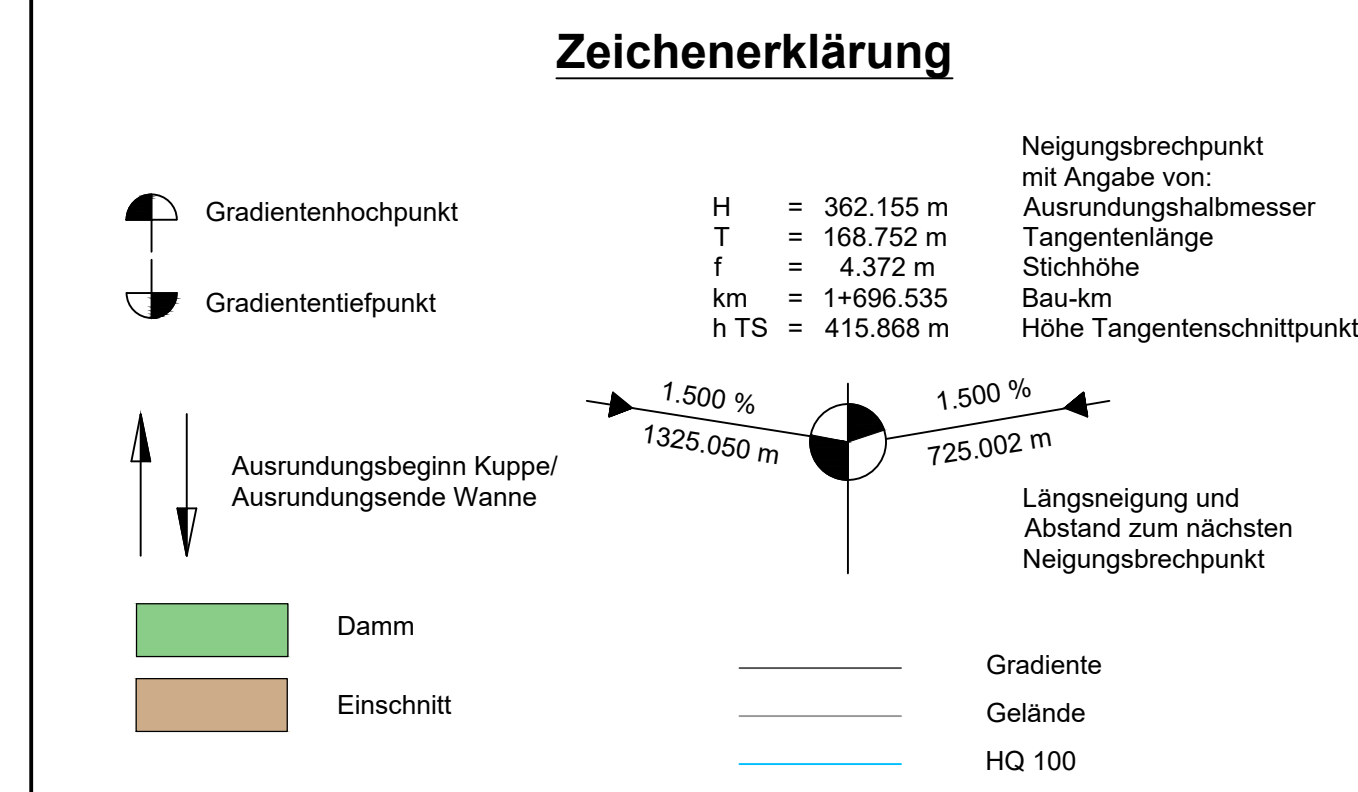 Zeichenerklärung
Gradientenhochpunkt
Gradiententiefpunkt
Ausrundungsbeginn Kuppe/
Ausrundungsende Wanne
Damm
Einschnitt
Neigungsbrechpunkt
mit Angabe von:
H = 362.155 m Ausrundungshalbmesser
T = 168.752 m Tangentenlänge
f = 4.372 m Stichhöhe
km = 1+696.535 Bau-km
h TS = 415.868 m Höhe Tangentenschnittpunkt
1.500 %
1325.050 m
1.500 %
725.002 m
Längsneigung und
Abstand zum nächsten
Neigungsbrechpunkt
Gradiente
Gelände
HQ 100